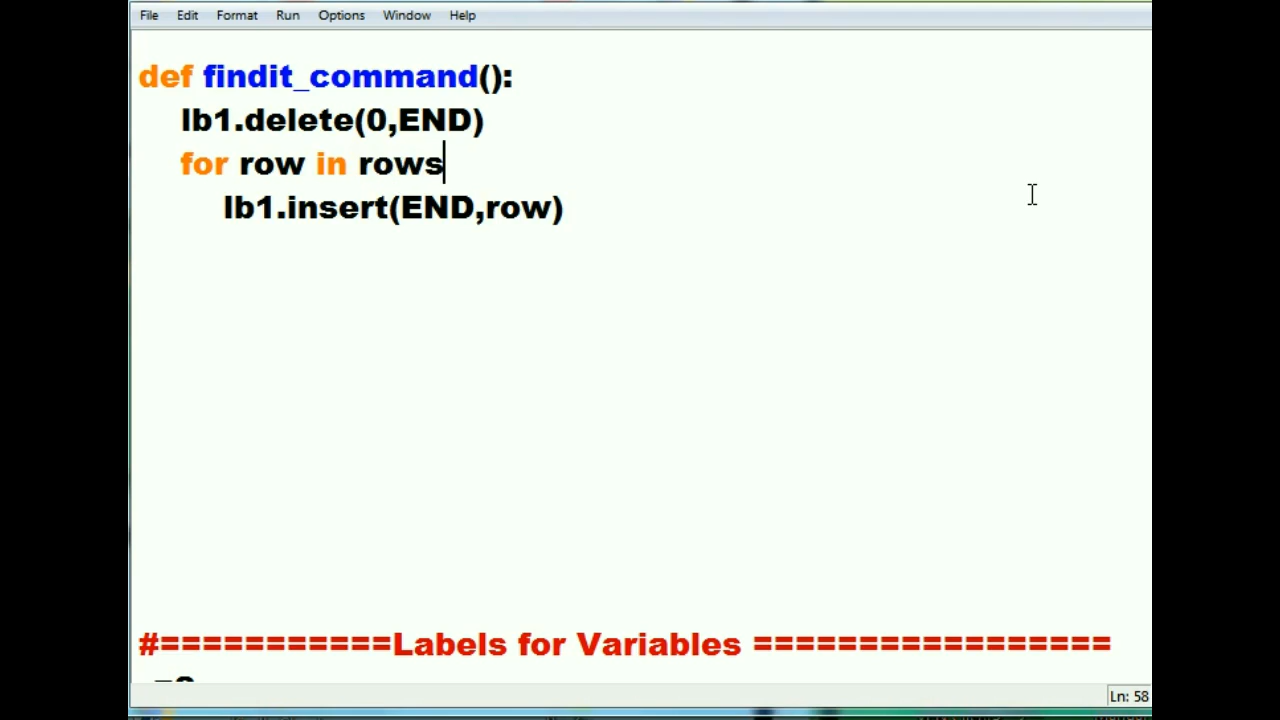 File Edit Format Run Options Window Help
def findit_command():
lb1.delete(0,END)
for row in rows
lb1.insert(END,row)
#===========Labels for Variables =================
Ln: 58